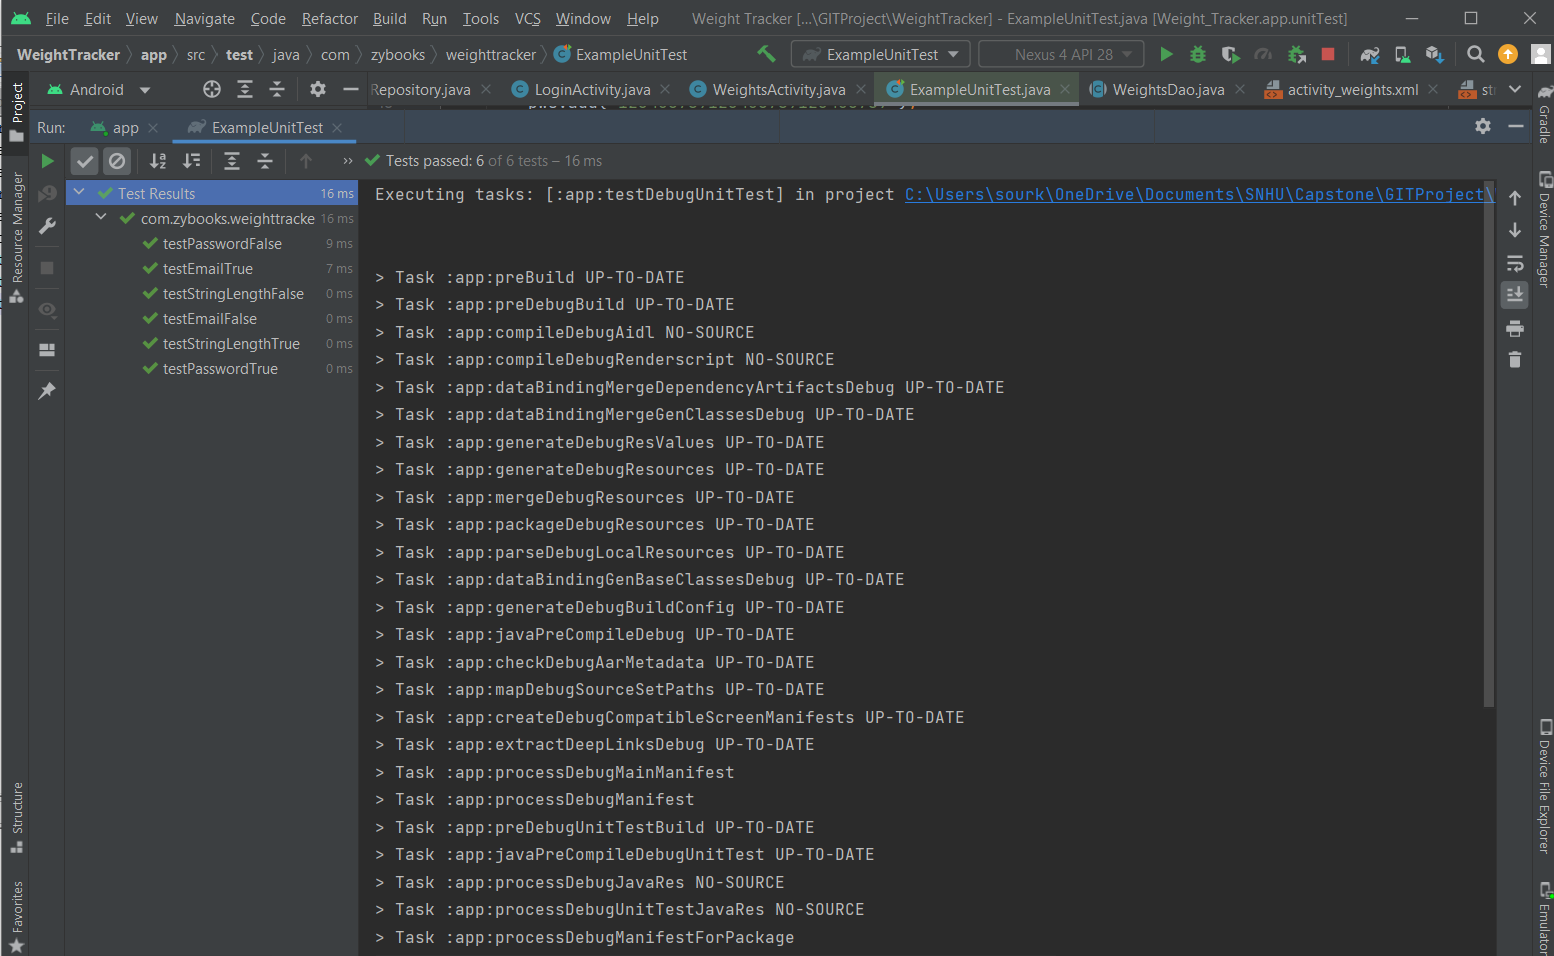 File Edit View Navigate Code Refactor Build Run Tools VCS Window Help Weight Tracker [...\GITProject\WeightTracker] - ExampleUnitTest.java [Weight_Tracker.app.unitTest]
WeightTracker app src test java com zybooks weighttracker ExampleUnitTest ExampleUnitTest Nexus 4 API 28
Project
Android Repository.java LoginActivity.java WeightsActivity.java ExampleUnitTest.java WeightsDao.java activity_weights.xml
Run: app ExampleUnitTest
Tests passed: 6 of 6 tests – 16 ms
Test Results 16 ms
com.zybooks.weighttracke 16 ms
testPasswordFalse 9 ms
testEmailTrue 7 ms
testStringLengthFalse 0 ms
testEmailFalse 0 ms
testStringLengthTrue 0 ms
testPasswordTrue 0 ms
Executing tasks: [:app:testDebugUnitTest] in project C:\Users\sourk\OneDrive\Documents\SNHU\Capstone\GITProject\
> Task :app:preBuild UP-TO-DATE
> Task :app:preDebugBuild UP-TO-DATE
> Task :app:compileDebugAidl NO-SOURCE
> Task :app:compileDebugRenderscript NO-SOURCE
> Task :app:dataBindingMergeDependencyArtifactsDebug UP-TO-DATE
> Task :app:dataBindingMergeGenClassesDebug UP-TO-DATE
> Task :app:generateDebugResValues UP-TO-DATE
> Task :app:generateDebugResources UP-TO-DATE
> Task :app:mergeDebugResources UP-TO-DATE
> Task :app:packageDebugResources UP-TO-DATE
> Task :app:parseDebugLocalResources UP-TO-DATE
> Task :app:dataBindingGenBaseClassesDebug UP-TO-DATE
> Task :app:generateDebugBuildConfig UP-TO-DATE
> Task :app:javaPreCompileDebug UP-TO-DATE
> Task :app:checkDebugAarMetadata UP-TO-DATE
> Task :app:mapDebugSourceSetPaths UP-TO-DATE
> Task :app:createDebugCompatibleScreenManifests UP-TO-DATE
> Task :app:extractDeepLinksDebug UP-TO-DATE
> Task :app:processDebugMainManifest
> Task :app:processDebugManifest
> Task :app:preDebugUnitTestBuild UP-TO-DATE
> Task :app:javaPreCompileDebugUnitTest UP-TO-DATE
> Task :app:processDebugJavaRes NO-SOURCE
> Task :app:processDebugUnitTestJavaRes NO-SOURCE
> Task :app:processDebugManifestForPackage
Resource Manager
Structure
Favorites
Gradle
Device Manager
Device File Explorer
Emulator